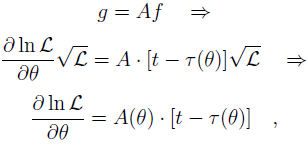 g = Af ⇒
∂ ln ℒ/∂θ √ℒ = A · [t − τ(θ)]√ℒ ⇒
∂ ln ℒ/∂θ = A(θ) · [t − τ(θ)] ,